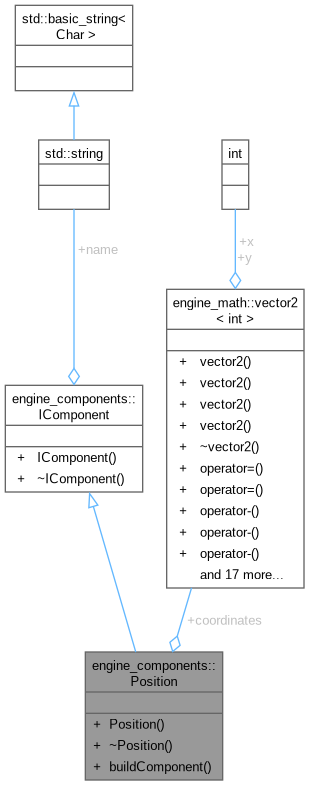 std::basic_string<
Char >
std::string
int
+name
+x
+y
engine_math::vector2
< int >
+ vector2()
+ vector2()
+ vector2()
+ vector2()
+ ~vector2()
+ operator=()
+ operator=()
+ operator-()
+ operator-()
+ operator-()
and 17 more...
engine_components::
IComponent
+ IComponent()
+ ~IComponent()
+coordinates
engine_components::
Position
+ Position()
+ ~Position()
+ buildComponent()